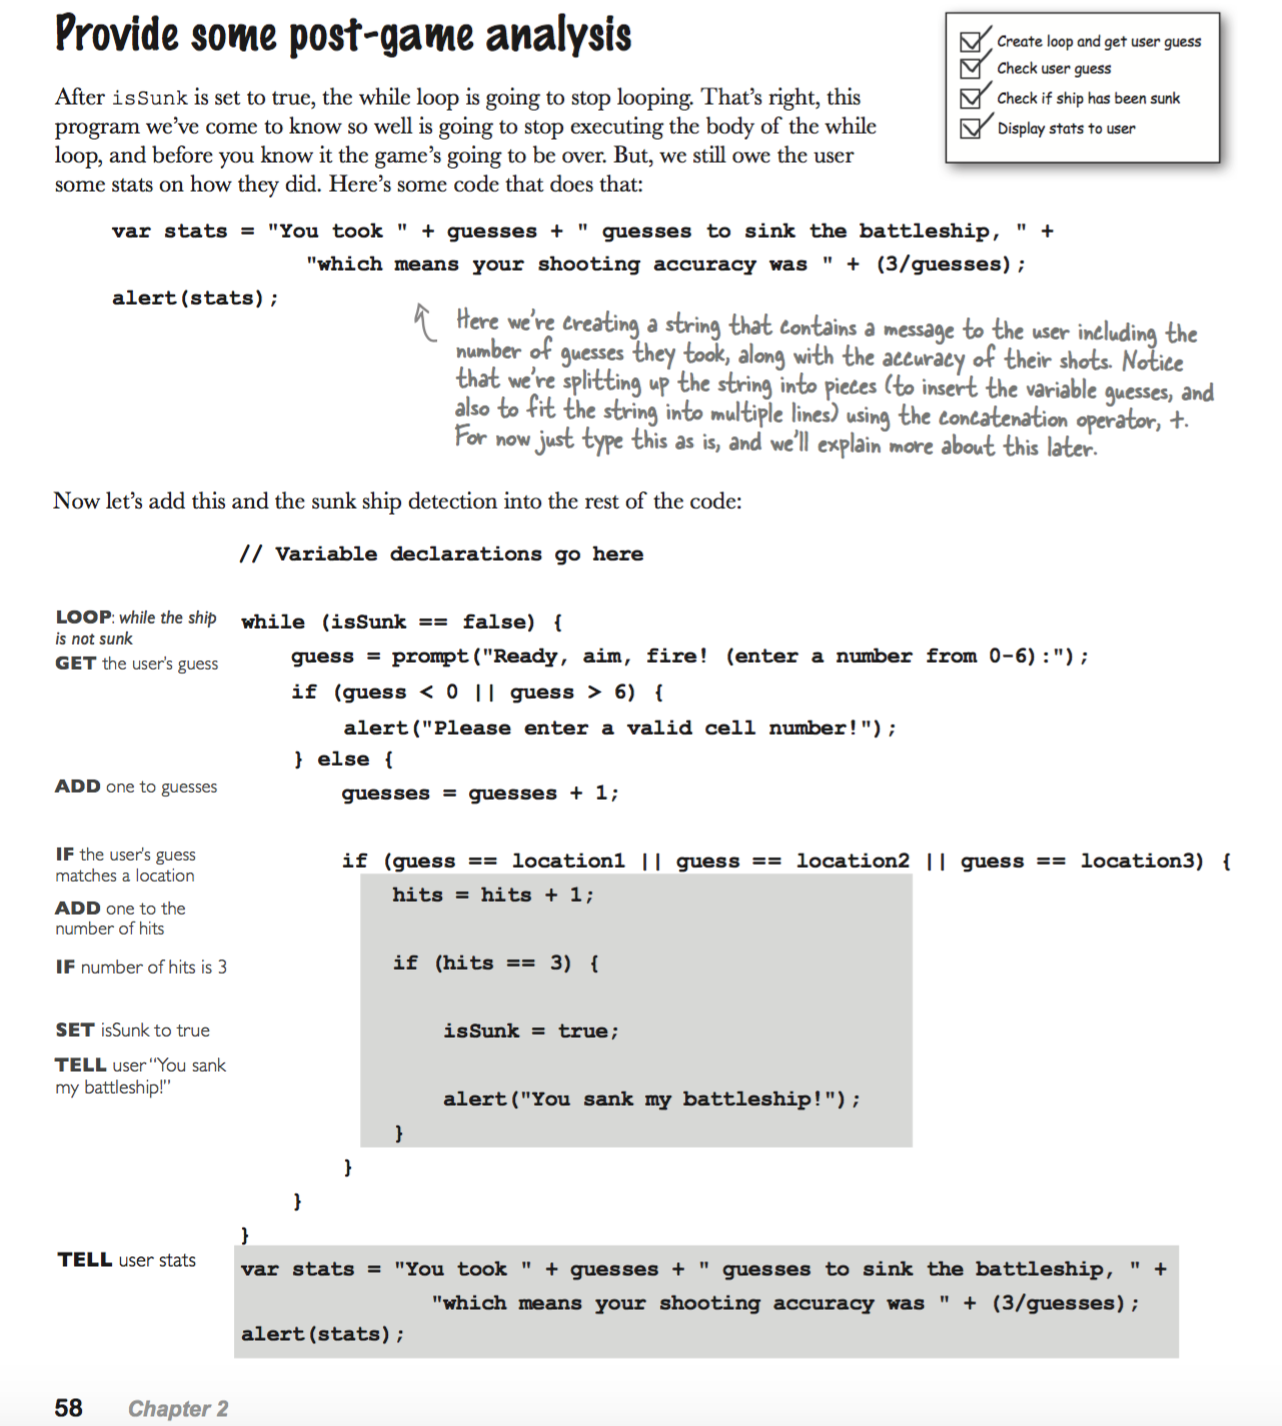 Provide some post-game analysis
Create loop and get user guess
Check user guess
Check if ship has been sunk
Display stats to user
After isSunk is set to true, the while loop is going to stop looping. That’s right, this
program we’ve come to know so well is going to stop executing the body of the while
loop, and before you know it the game’s going to be over. But, we still owe the user
some stats on how they did. Here’s some code that does that:
var stats = "You took " + guesses + " guesses to sink the battleship, " +
"which means your shooting accuracy was " + (3/guesses);
alert(stats);
Here we’re creating a string that contains a message to the user including the
number of guesses they took, along with the accuracy of their shots. Notice
that we’re splitting up the string into pieces (to insert the variable guesses, and
also to fit the string into multiple lines) using the concatenation operator, +.
For now just type this as is, and we’ll explain more about this later.
Now let’s add this and the sunk ship detection into the rest of the code:
// Variable declarations go here
LOOP: while the ship
is not sunk
while (isSunk == false) {
GET the user’s guess
guess = prompt("Ready, aim, fire! (enter a number from 0-6):");
if (guess < 0 || guess > 6) {
alert("Please enter a valid cell number!");
} else {
ADD one to guesses
guesses = guesses + 1;
IF the user’s guess
matches a location
if (guess == location1 || guess == location2 || guess == location3) {
ADD one to the
number of hits
hits = hits + 1;
IF number of hits is 3
if (hits == 3) {
SET isSunk to true
isSunk = true;
TELL user “You sank
my battleship!”
alert("You sank my battleship!");
}
}
}
}
TELL user stats
var stats = "You took " + guesses + " guesses to sink the battleship, " +
"which means your shooting accuracy was " + (3/guesses);
alert(stats);
58 Chapter 2